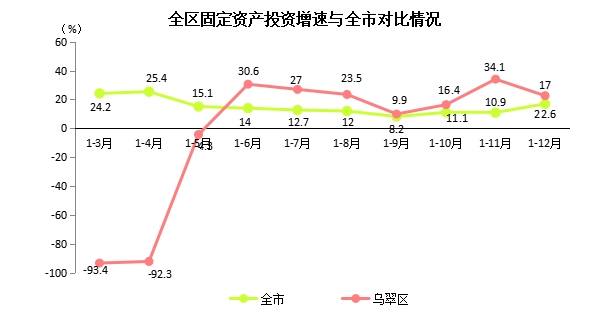 全区固定资产投资增速与全市对比情况
(%)
60
40
20
0
-20
-40
-60
-80
-100
24.2 25.4 15.1 14 12.7 12 8.2 11.1 10.9 17
-93.4 -92.3 -4.3 30.6 27 23.5 9.9 16.4 34.1 22.6
1-3月 1-4月 1-5月 1-6月 1-7月 1-8月 1-9月 1-10月 1-11月 1-12月
全市 乌翠区